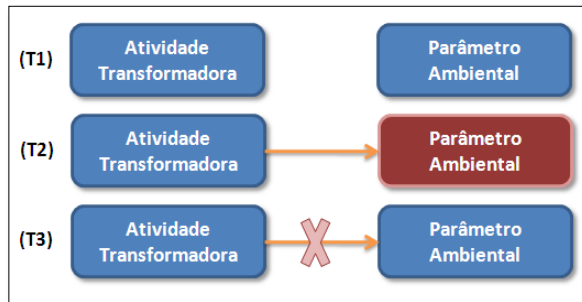 (T1)
Atividade
Transformadora
Parâmetro
Ambiental
(T2)
Atividade
Transformadora
Parâmetro
Ambiental
(T3)
Atividade
Transformadora
Parâmetro
Ambiental